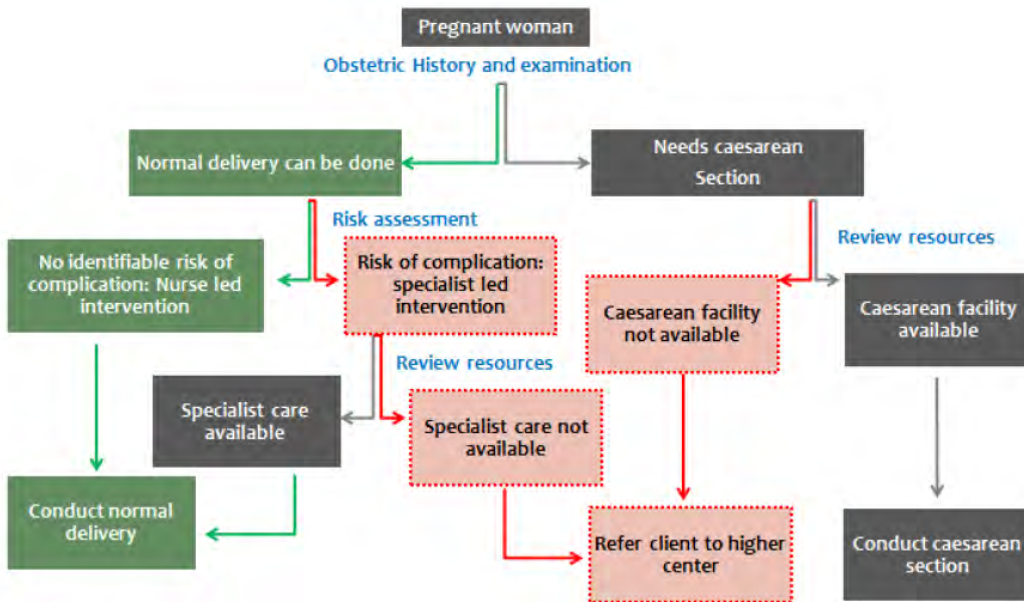 Pregnant woman
Obstetric History and examination
Normal delivery can be done
Needs caesarean
Section
Risk assessment
Review resources
No identifiable risk of
complication: Nurse led
intervention
Risk of complication:
specialist led
intervention
Caesarean facility
not available
Caesarean facility
available
Review resources
Specialist care
available
Specialist care not
available
Conduct normal
delivery
Refer client to higher
center
Conduct caesarean
section